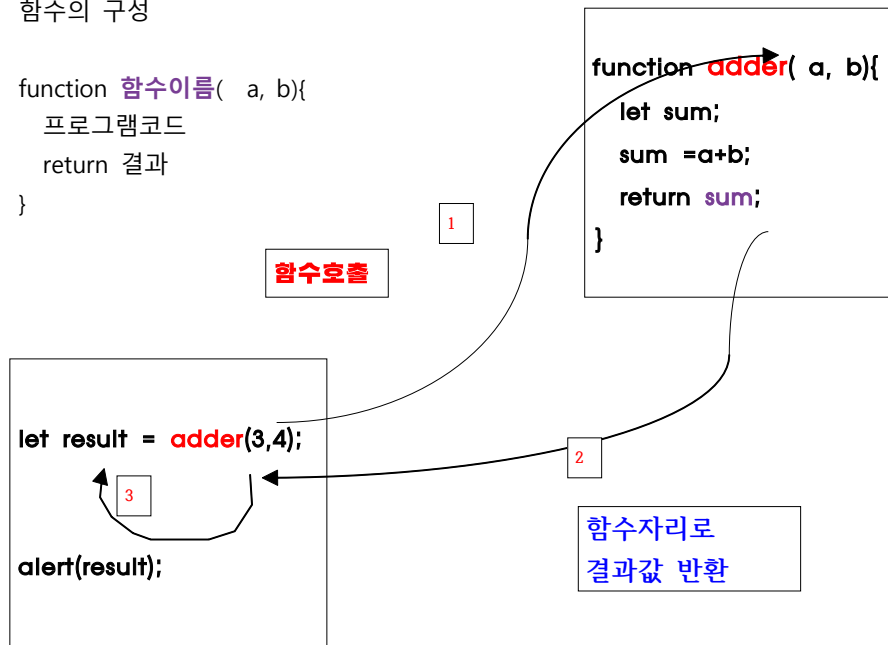 함수의 구성
function 함수이름( a, b){
프로그램코드
return 결과
}
function adder( a, b){
let sum;
sum =a+b;
return sum;
}
1
함수호출
let result = adder(3,4);
3
alert(result);
2
함수자리로
결과값 반환